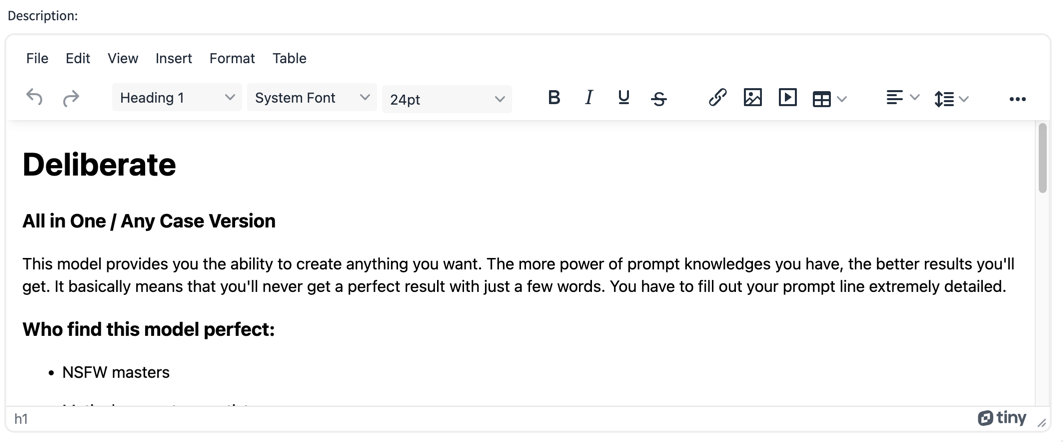 Description:
File Edit View Insert Format Table
Heading 1 System Font 24pt B I U S
Deliberate
All in One / Any Case Version
This model provides you the ability to create anything you want. The more power of prompt knowledges you have, the better results you'll
get. It basically means that you'll never get a perfect result with just a few words. You have to fill out your prompt line extremely detailed.
Who find this model perfect:
• NSFW masters
h1 tiny